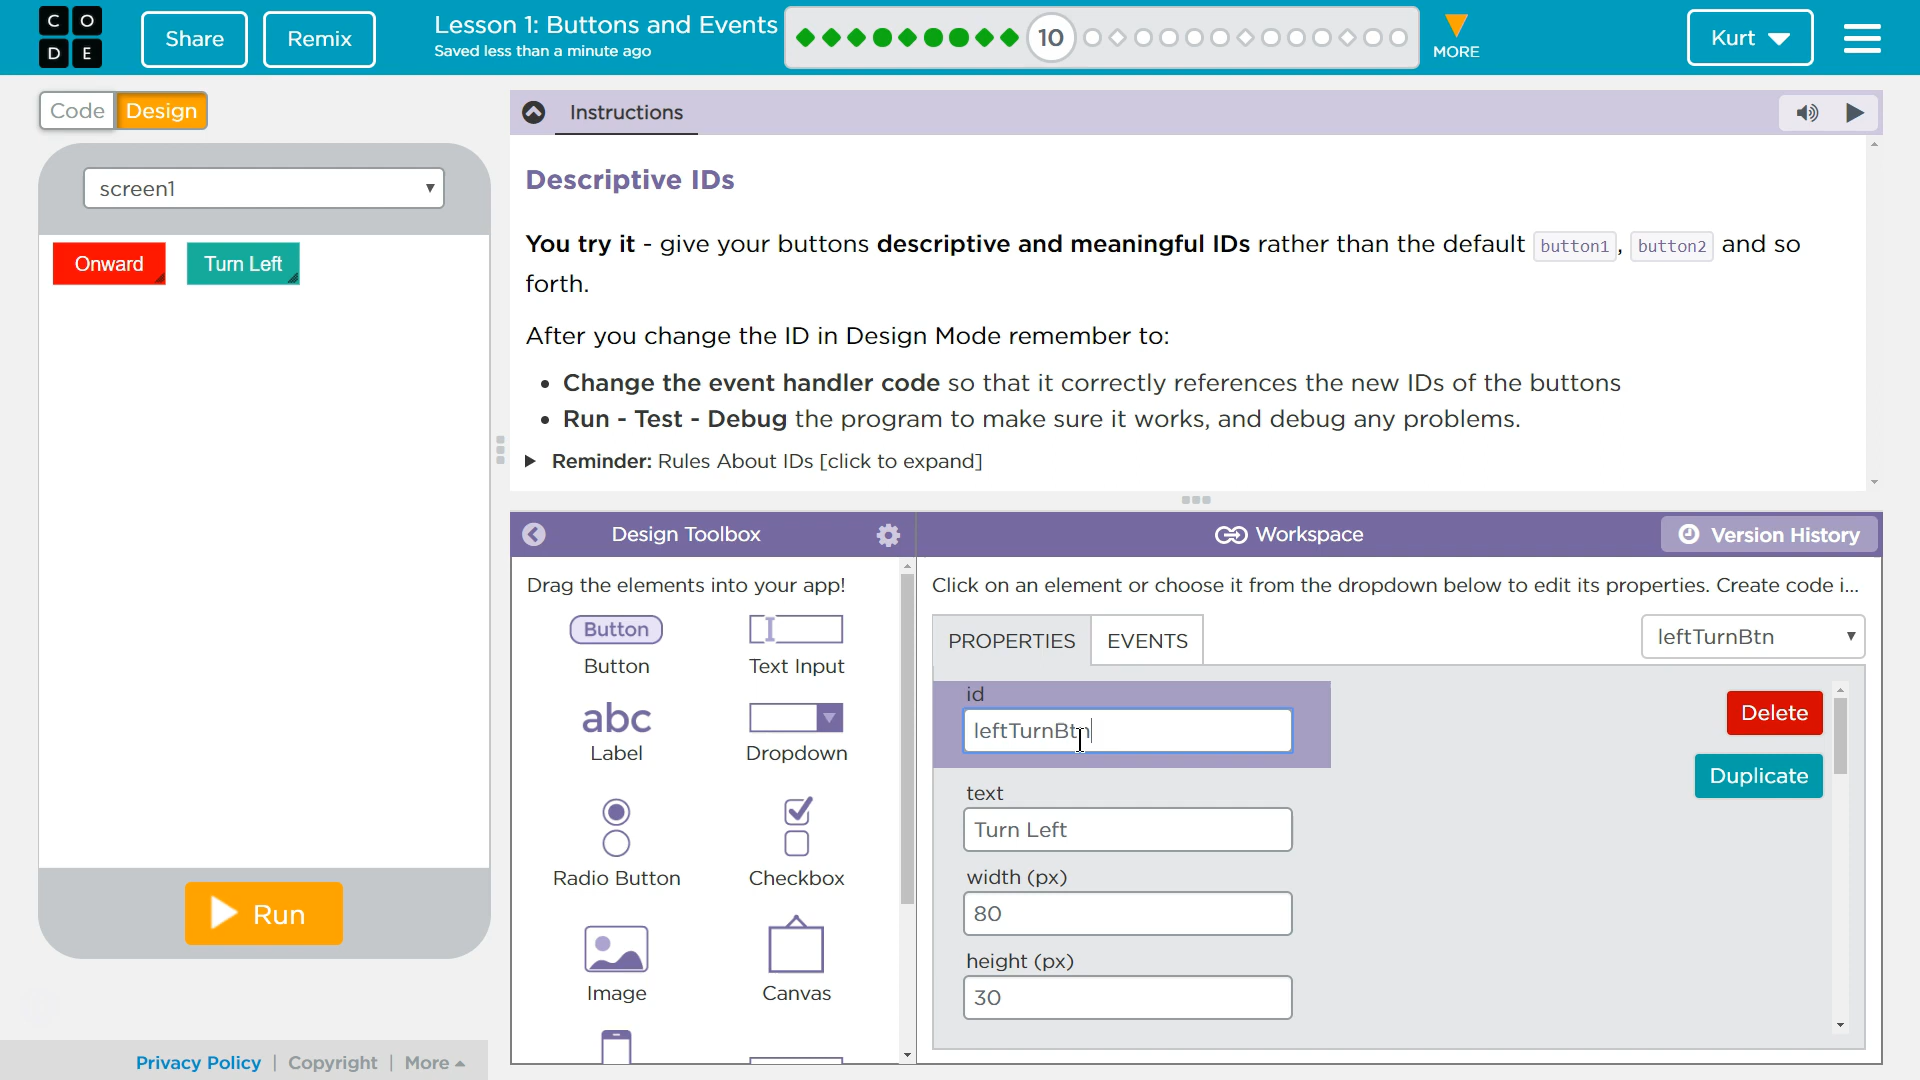 C O
D E
Share
Remix
Lesson 1: Buttons and Events
Saved less than a minute ago
10
MORE
Kurt
Code
Design
screen1
Onward
Turn Left
Run
Instructions
Descriptive IDs
You try it - give your buttons descriptive and meaningful IDs rather than the default button1, button2 and so
forth.
After you change the ID in Design Mode remember to:
• Change the event handler code so that it correctly references the new IDs of the buttons
• Run - Test - Debug the program to make sure it works, and debug any problems.
Reminder: Rules About IDs [click to expand]
Design Toolbox
Workspace
Version History
Drag the elements into your app!
Button
Button
Text Input
abc
Label
Dropdown
Radio Button
Checkbox
Image
Canvas
Click on an element or choose it from the dropdown below to edit its properties. Create code i...
PROPERTIES
EVENTS
leftTurnBtn
id
leftTurnBtn
Delete
Duplicate
text
Turn Left
width (px)
80
height (px)
30
Privacy Policy | Copyright | More